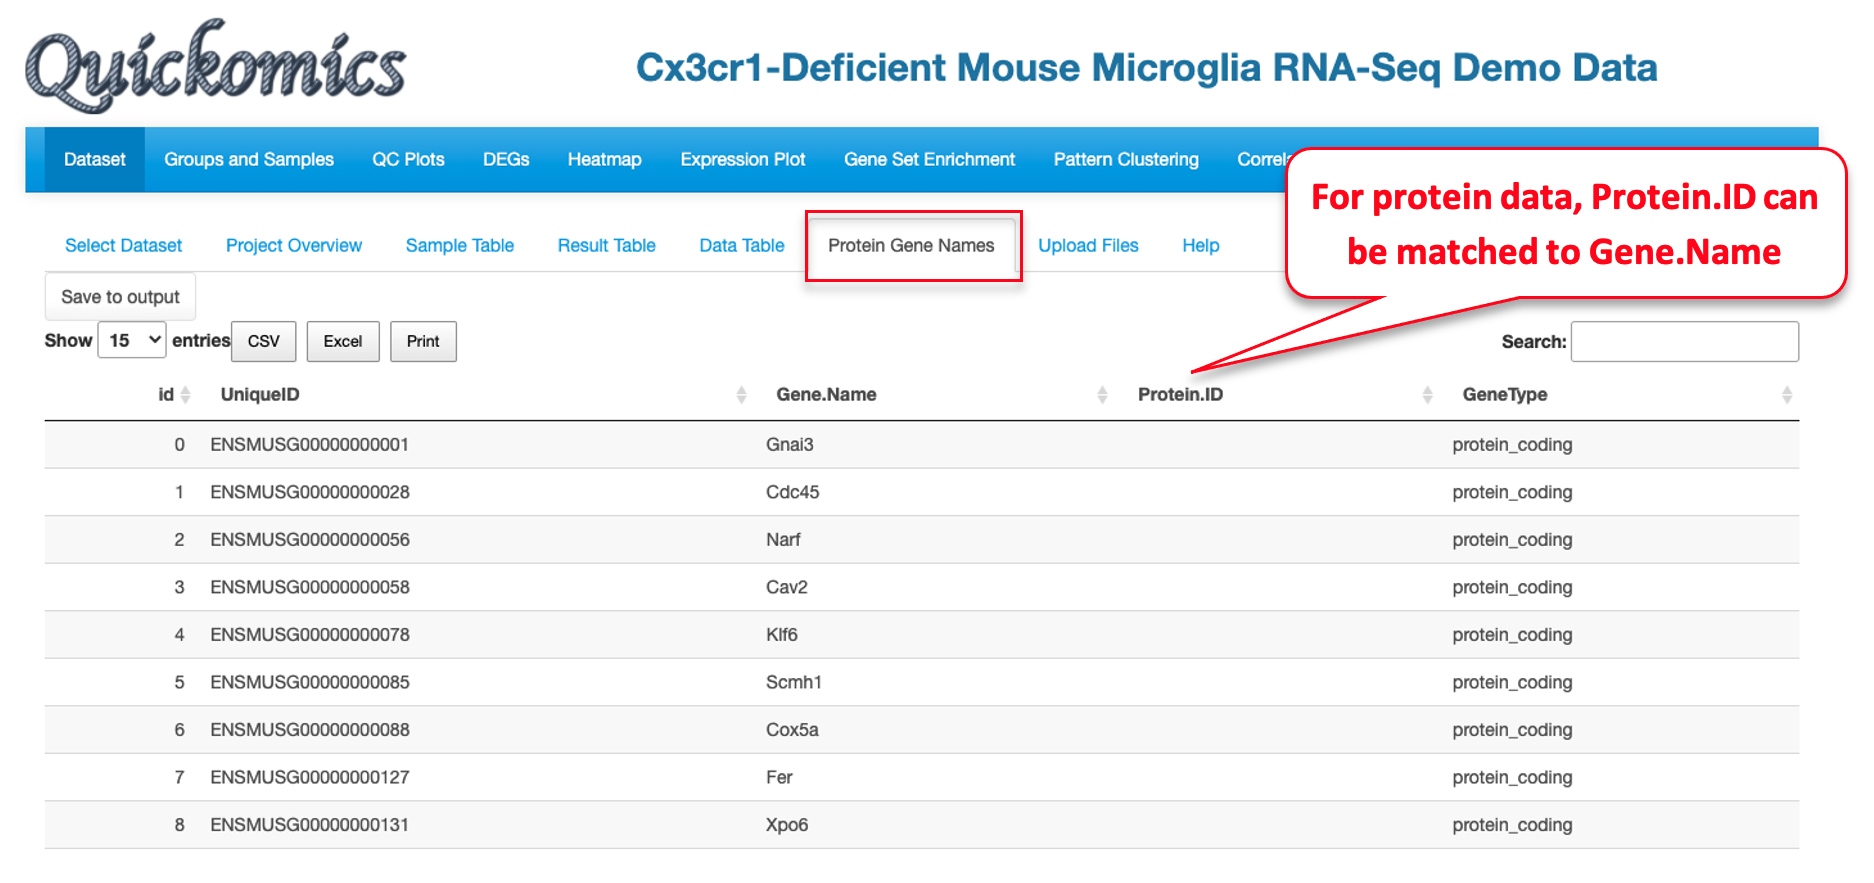 Quickomics
Cx3cr1-Deficient Mouse Microglia RNA-Seq Demo Data
Dataset Groups and Samples QC Plots DEGs Heatmap Expression Plot Gene Set Enrichment Pattern Clustering
For protein data, Protein.ID can
be matched to Gene.Name
Select Dataset Project Overview Sample Table Result Table Data Table Protein Gene Names Upload Files Help
Save to output
Show 15 entries CSV Excel Print Search:
id UniqueID Gene.Name Protein.ID GeneType
0 ENSMUSG00000000001 Gnai3 protein_coding
1 ENSMUSG00000000028 Cdc45 protein_coding
2 ENSMUSG00000000056 Narf protein_coding
3 ENSMUSG00000000058 Cav2 protein_coding
4 ENSMUSG00000000078 Klf6 protein_coding
5 ENSMUSG00000000085 Scmh1 protein_coding
6 ENSMUSG00000000088 Cox5a protein_coding
7 ENSMUSG00000000127 Fer protein_coding
8 ENSMUSG00000000131 Xpo6 protein_coding